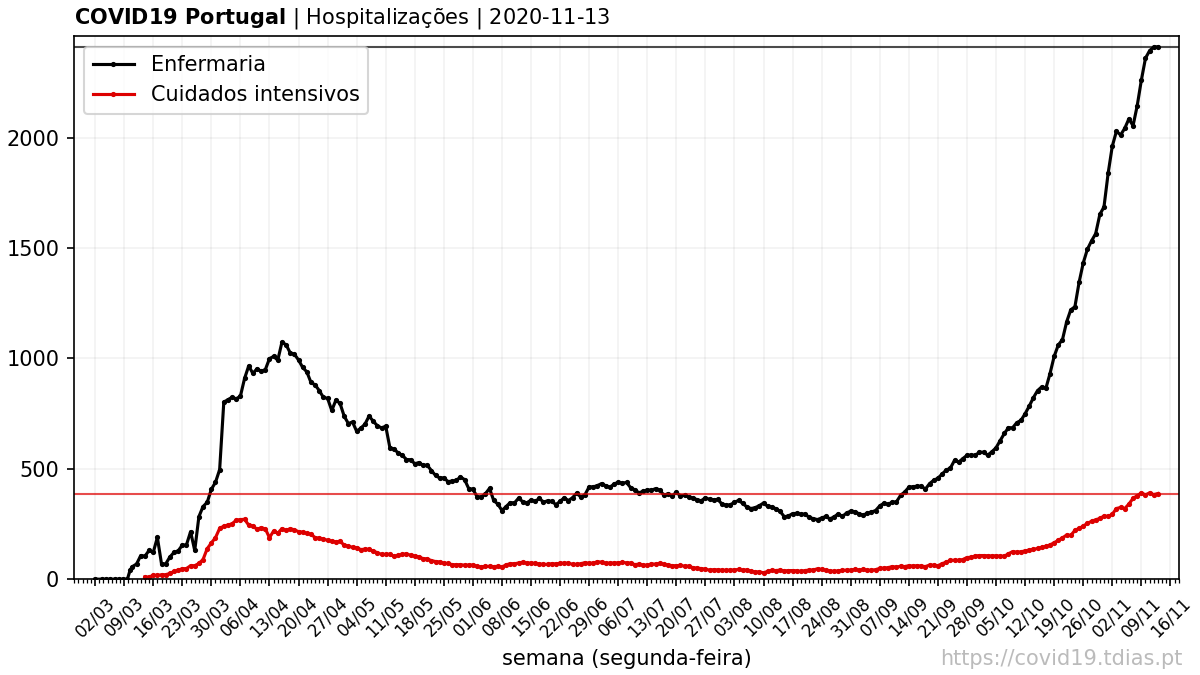 COVID19 Portugal | Hospitalizações | 2020-11-13
Enfermaria
Cuidados intensivos
2000
1500
1000
500
0
02/03 09/03 16/03 23/03 30/03 06/04 13/04 20/04 27/04 04/05 11/05 18/05 25/05 01/06 08/06 15/06 22/06 29/06 06/07 13/07 20/07 27/07 03/08 10/08 17/08 24/08 31/08 07/09 14/09 21/09 28/09 05/10 12/10 19/10 26/10 02/11 09/11 16/11
semana (segunda-feira)
https://covid19.tdias.pt